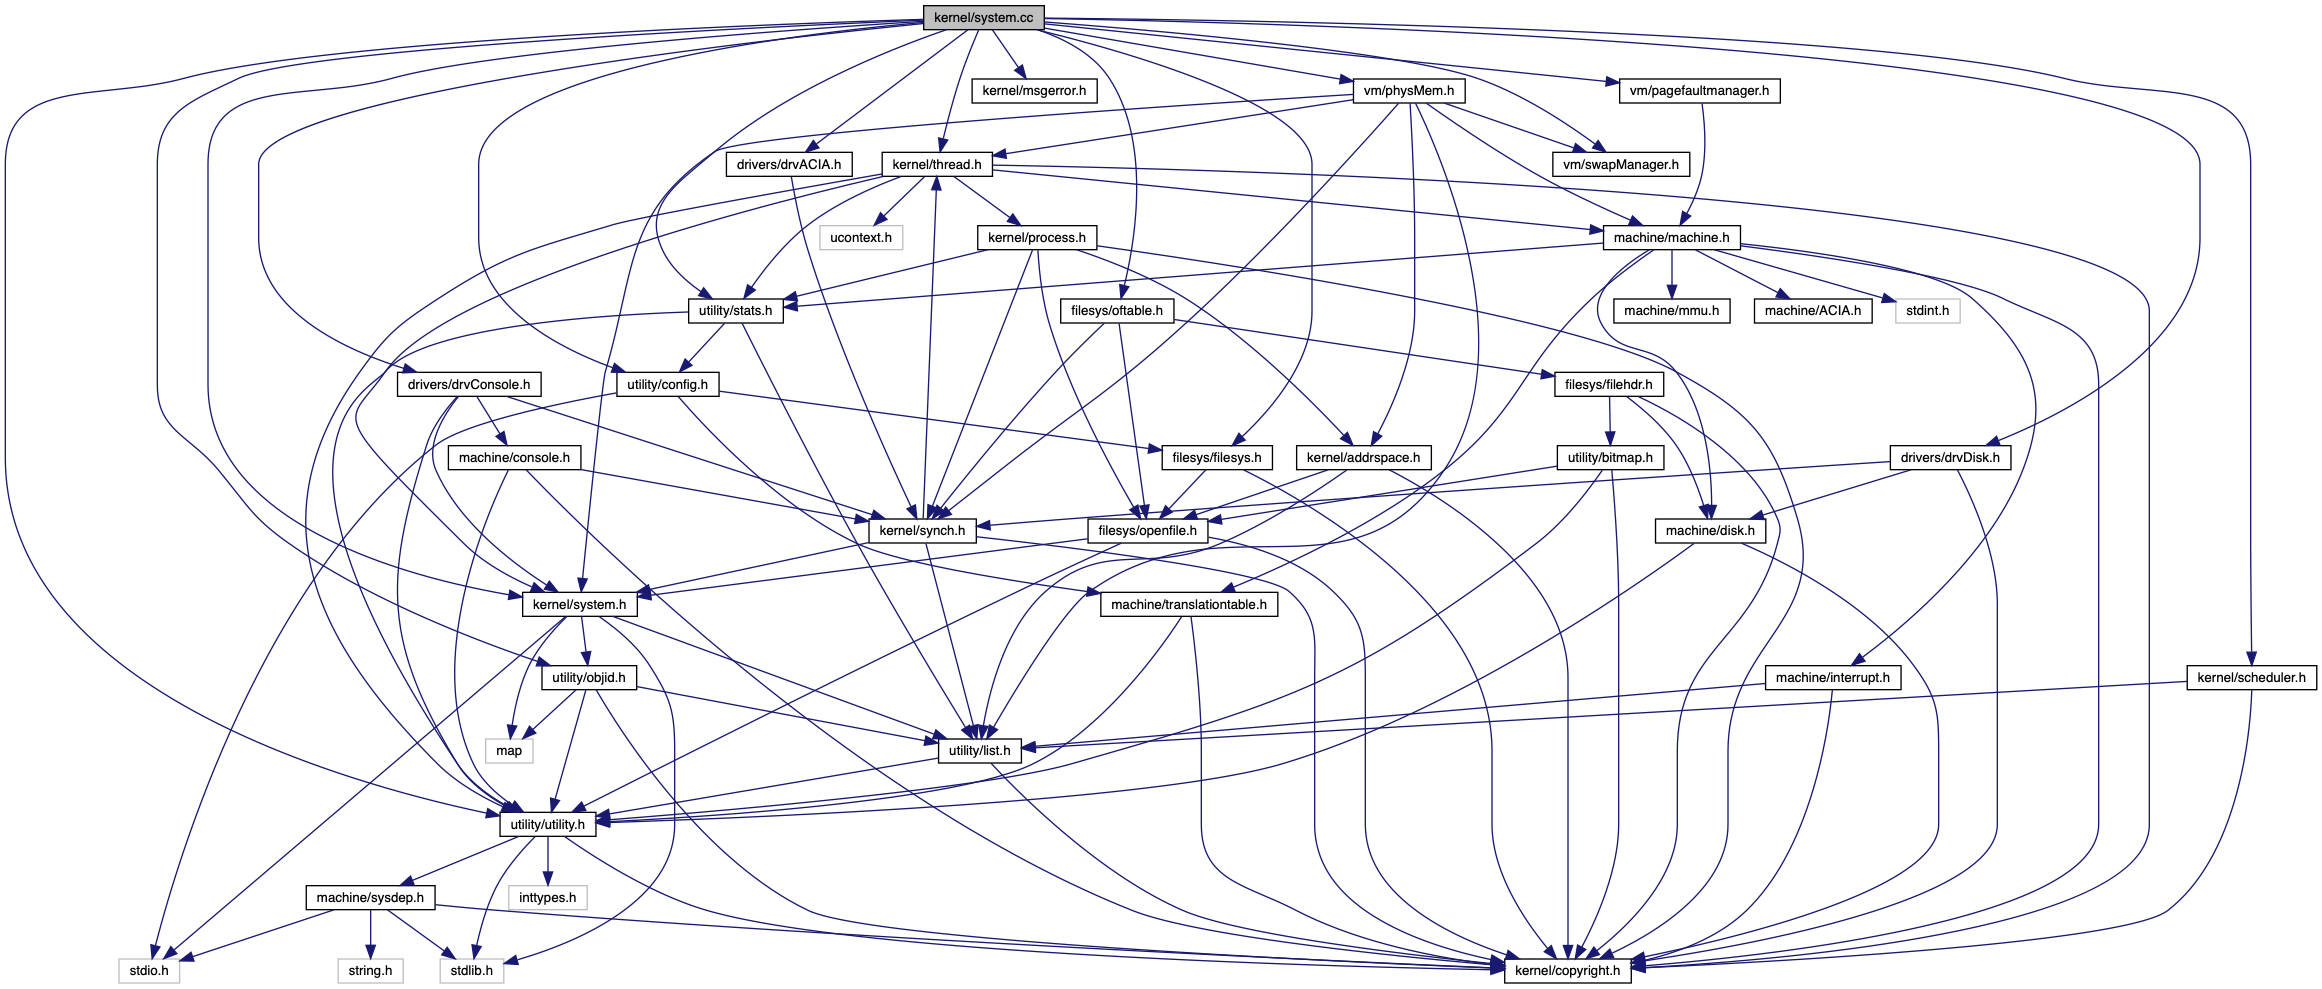 kernel/system.cc
kernel/msgerror.h
vm/physMem.h
vm/pagefaultmanager.h
drivers/drvACIA.h
kernel/thread.h
vm/swapManager.h
ucontext.h
kernel/process.h
machine/machine.h
utility/stats.h
filesys/oftable.h
machine/mmu.h
machine/ACIA.h
stdint.h
drivers/drvConsole.h
utility/config.h
filesys/filehdr.h
machine/console.h
filesys/filesys.h
kernel/addrspace.h
utility/bitmap.h
drivers/drvDisk.h
kernel/synch.h
filesys/openfile.h
machine/disk.h
kernel/system.h
machine/translationtable.h
utility/objid.h
machine/interrupt.h
kernel/scheduler.h
map
utility/list.h
utility/utility.h
machine/sysdep.h
inttypes.h
stdio.h
string.h
stdlib.h
kernel/copyright.h